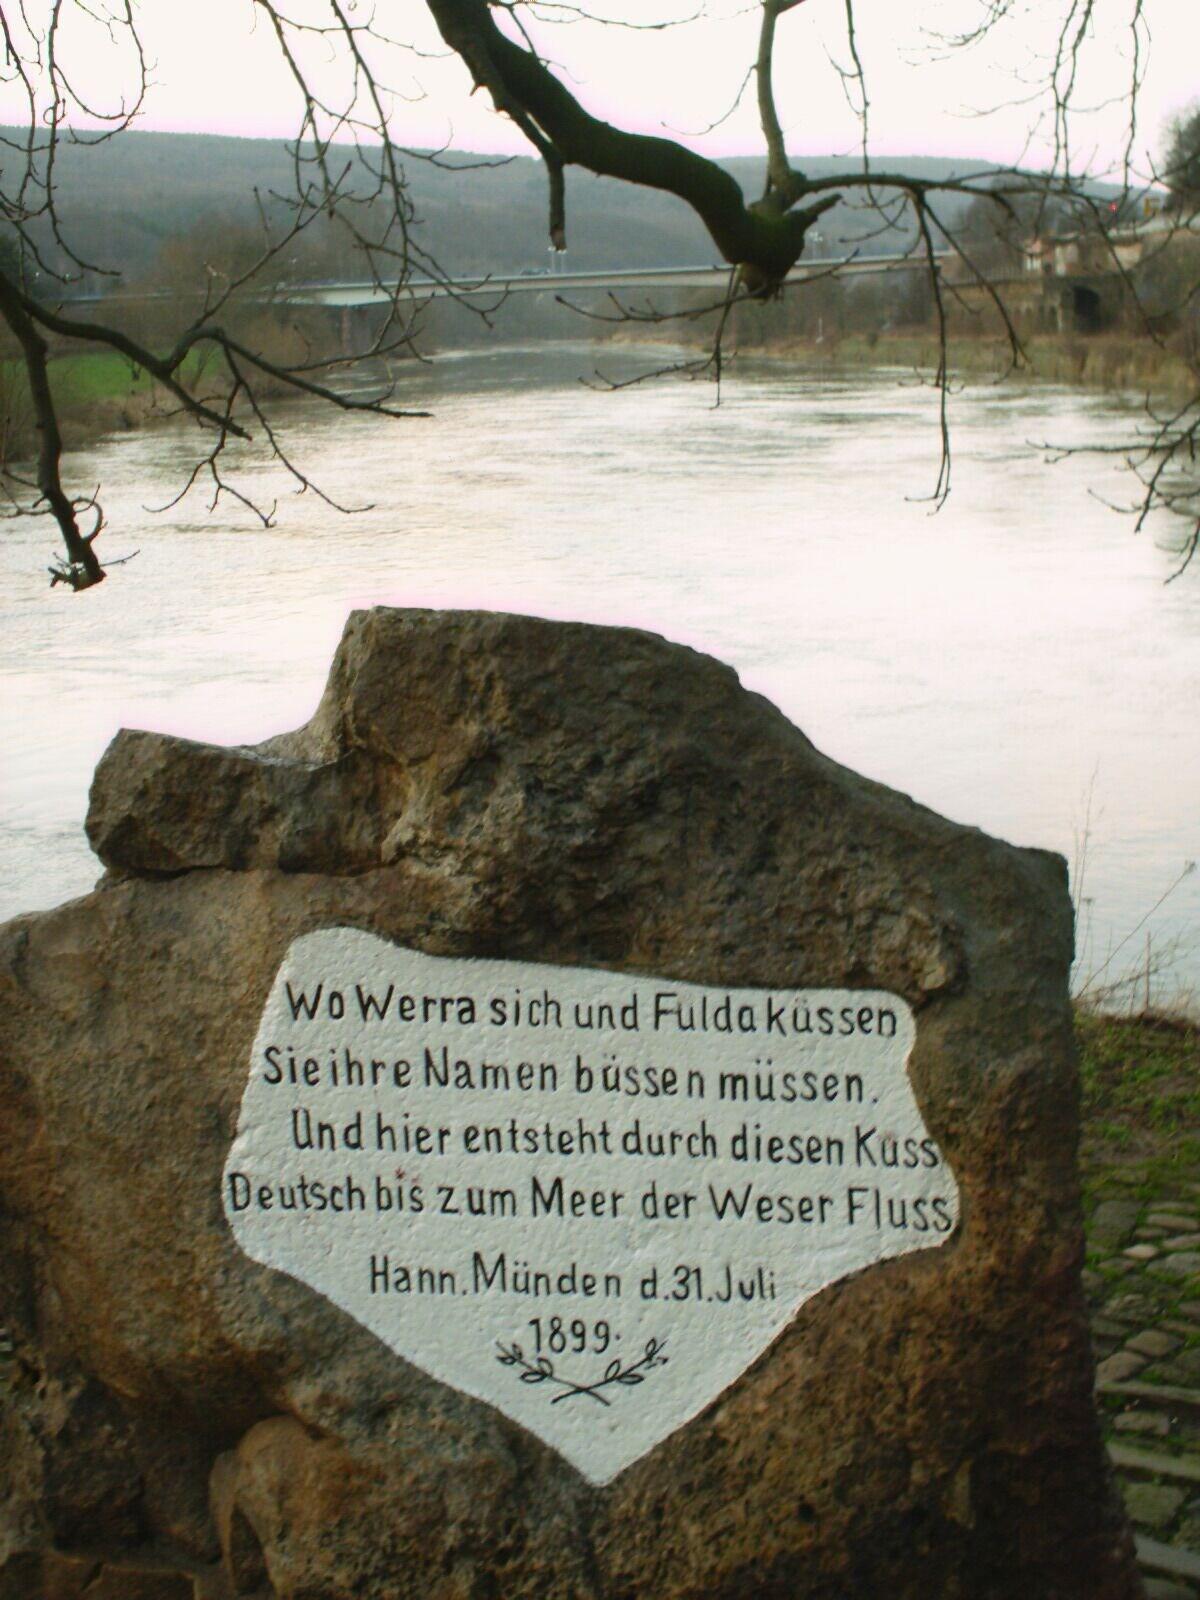 Wo Werra sich und Fulda küssen
Sie ihre Namen büssen müssen.
Und hier entsteht durch diesen Kuss
Deutsch bis zum Meer der Weser Fluss
Hann. Münden d. 31. Juli
1899.